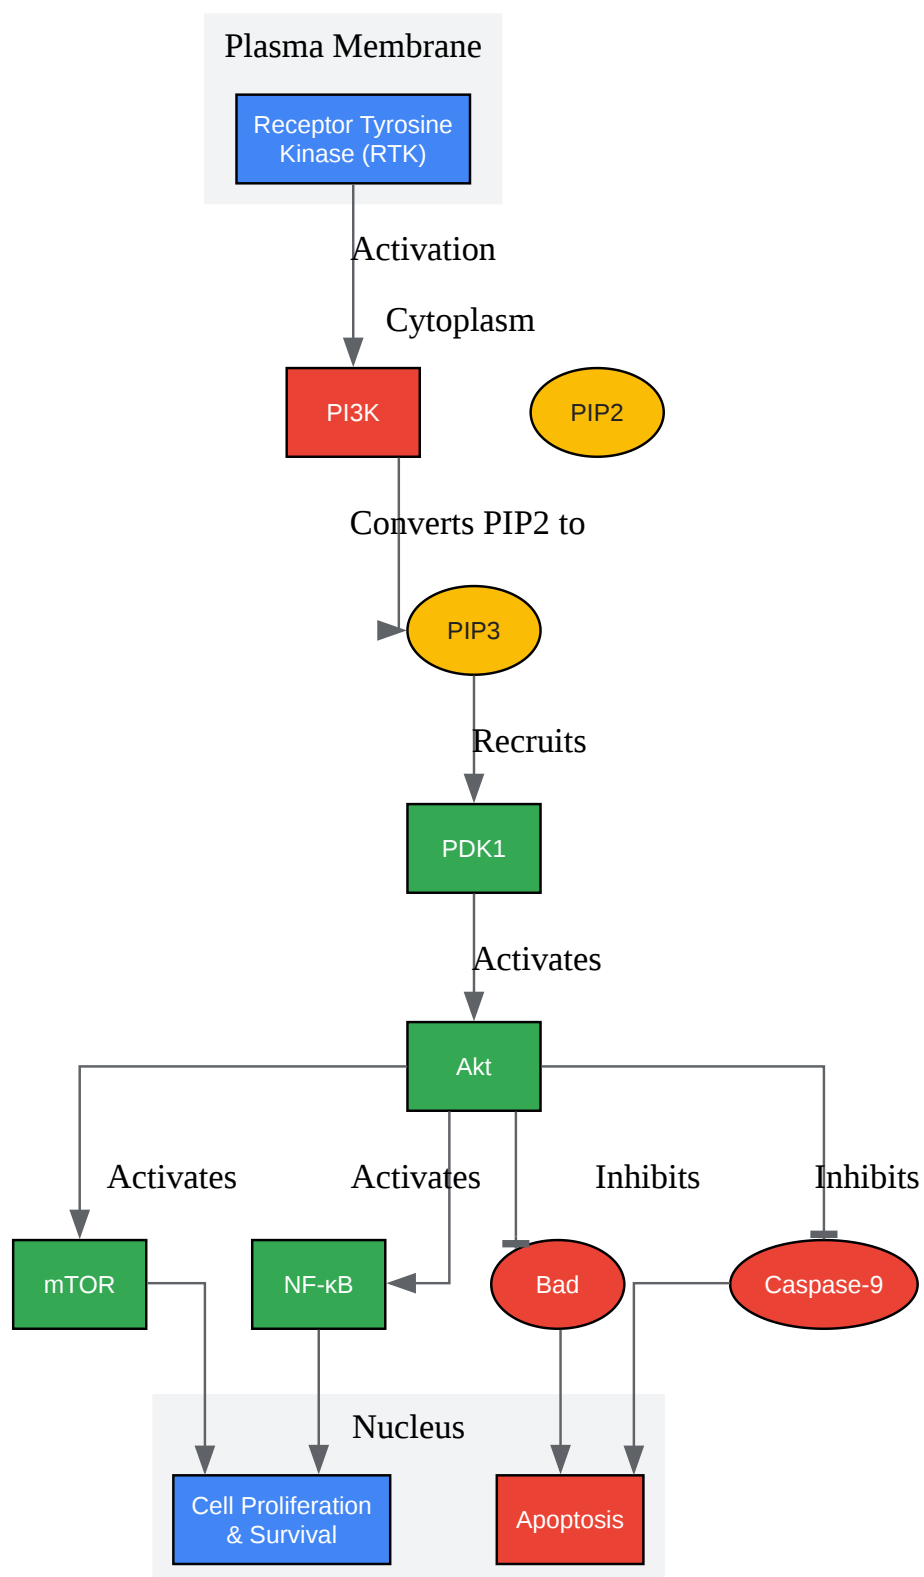 Plasma Membrane
Receptor Tyrosine
Kinase (RTK)
Activation
Cytoplasm
PI3K
PIP2
Converts PIP2 to
PIP3
Recruits
PDK1
Activates
Akt
Activates
Activates
Inhibits
Inhibits
mTOR
NF-κB
Bad
Caspase-9
Nucleus
Cell Proliferation
& Survival
Apoptosis